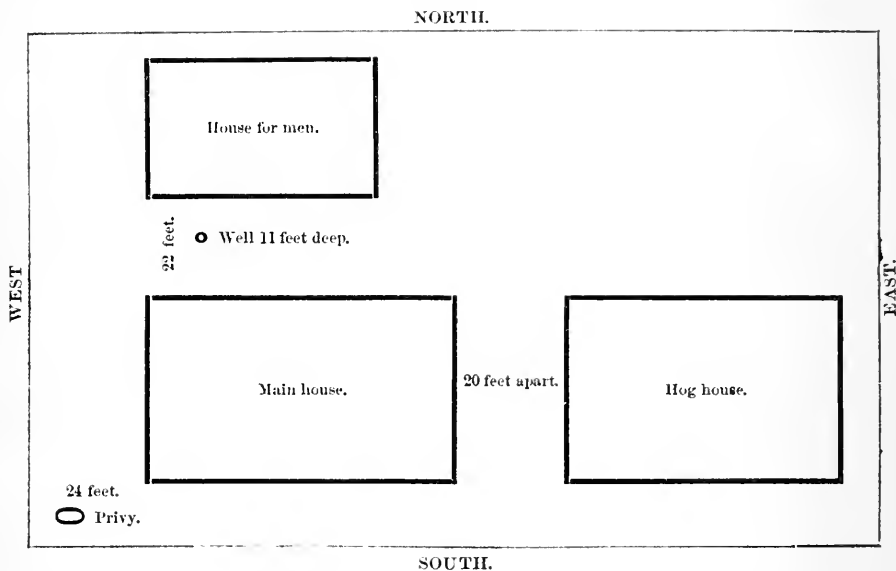 NORTH.
House for men.
22 feet.
Well 11 feet deep.
WEST
EAST.
Main house.
20 feet apart.
Hog house.
24 feet.
Privy.
SOUTH.